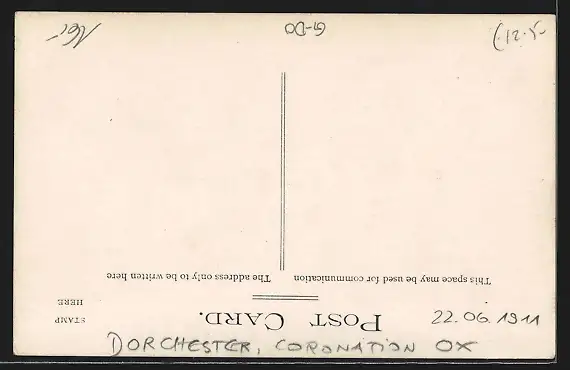 G-DO
(12.5-
This space may be used for communication
The address only to be written here
POST CARD.
STAMP
HERE
22.06.1911
DORCHESTER, CORONATION OX